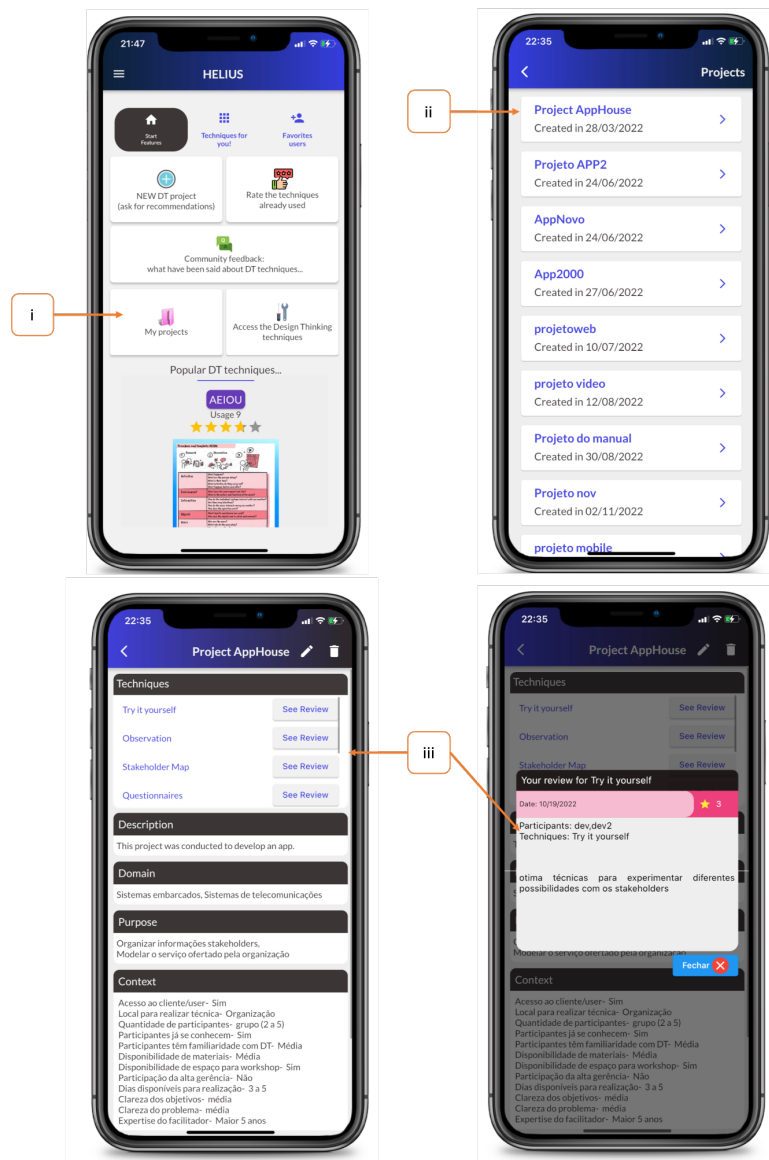 21:47
HELIUS
Start
Features
Techniques for
you!
Favorites
users
NEW DT project
(ask for recommendations)
Rate the techniques
already used
Community feedback:
what have been said about DT techniques...
i
My projects
Access the Design Thinking
techniques
Popular DT techniques...
AEIOU
Usage 9
22:35
Projects
ii
Project AppHouse
Created in 28/03/2022
Projeto APP2
Created in 24/06/2022
AppNovo
Created in 24/06/2022
App2000
Created in 27/06/2022
projetoweb
Created in 10/07/2022
projeto video
Created in 12/08/2022
Projeto do manual
Created in 30/08/2022
Projeto nov
Created in 02/11/2022
projeto mobile
22:35
Project AppHouse
Techniques
Try it yourself See Review
Observation See Review
Stakeholder Map See Review
Questionnaires See Review
Description
This project was conducted to develop an app.
Domain
Sistemas embarcados, Sistemas de telecomunicações
Purpose
Organizar informações stakeholders,
Modelar o serviço ofertado pela organização
Context
Acesso ao cliente/user- Sim
Local para realizar técnica- Organização
Quantidade de participantes- grupo (2 a 5)
Participantes já se conhecem- Sim
Participantes têm familiaridade com DT- Média
Disponibilidade de materiais- Média
Disponibilidade de espaço para workshop- Sim
Participação da alta gerência- Não
Dias disponíveis para realização- 3 a 5
Clareza dos objetivos- média
Clareza do problema- média
Expertise do facilitador- Maior 5 anos
iii
22:35
Project AppHouse
Techniques
Try it yourself See Review
Observation See Review
Stakeholder Map See Review
Your review for Try it yourself
Date: 10/19/2022 3
Participants: dev,dev2
Techniques: Try it yourself
otima técnicas para experimentar diferentes
possibilidades com os stakeholders
Modelar o serviço ofertado pela organização
Fechar
Context
Acesso ao cliente/user- Sim
Local para realizar técnica- Organização
Quantidade de participantes- grupo (2 a 5)
Participantes já se conhecem- Sim
Participantes têm familiaridade com DT- Média
Disponibilidade de materiais- Média
Disponibilidade de espaço para workshop- Sim
Participação da alta gerência- Não
Dias disponíveis para realização- 3 a 5
Clareza dos objetivos- média
Clareza do problema- média
Expertise do facilitador- Maior 5 anos